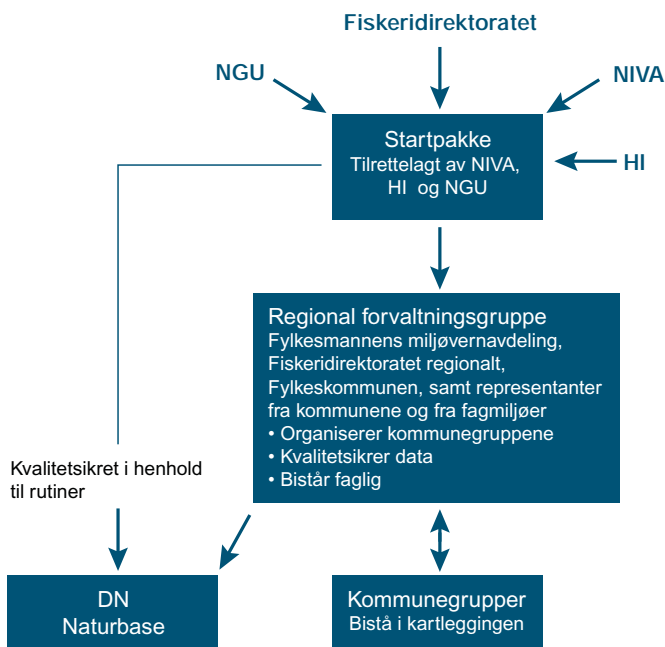 Fiskeridirektoratet
NGU
NIVA
Startpakke
Tilrettelagt av NIVA,
HI og NGU
HI
Regional forvaltningsgruppe
Fylkesmannens miljøvernavdeling,
Fiskeridirektoratet regionalt,
Fylkeskommunen, samt representanter
fra kommunene og fra fagmiljøer
• Organiserer kommunegruppene
• Kvalitetsikrer data
• Bistår faglig
Kvalitetsikret i henhold
til rutiner
DN
Naturbase
Kommunegrupper
Bistå i kartleggingen